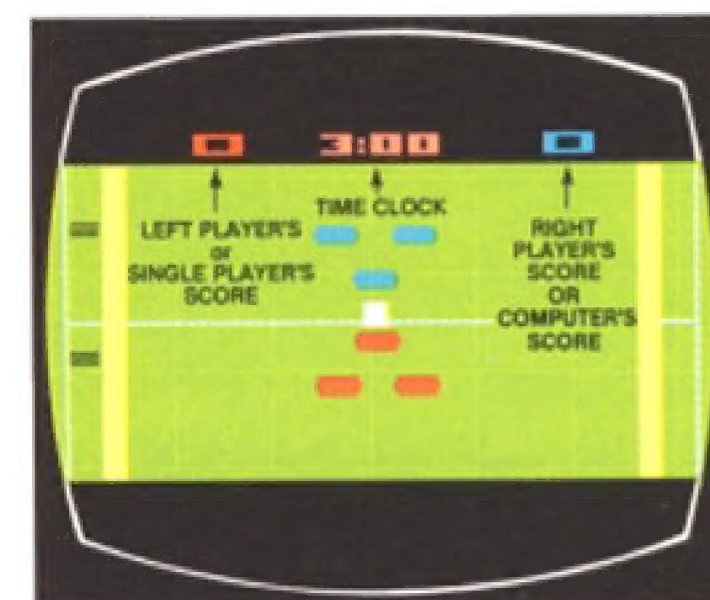 0 3:00 0
TIME CLOCK
LEFT PLAYER'S
or
SINGLE PLAYER'S
SCORE
RIGHT
PLAYER'S
SCORE
OR
COMPUTER'S
SCORE